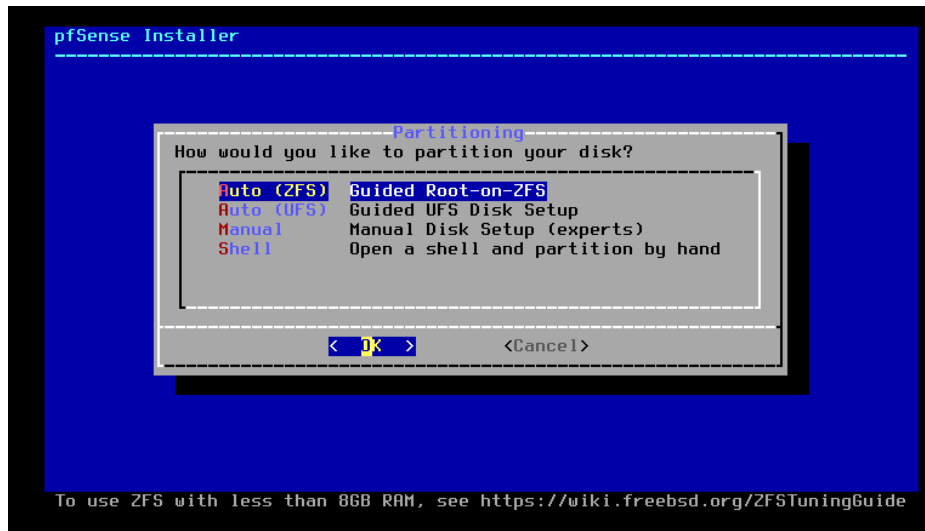 pfSense Installer
Partitioning
How would you like to partition your disk?
Auto (ZFS) Guided Root-on-ZFS
Auto (UFS) Guided UFS Disk Setup
Manual Manual Disk Setup (experts)
Shell Open a shell and partition by hand
< OK > <Cancel>
To use ZFS with less than 8GB RAM, see https://wiki.freebsd.org/ZFSTuningGuide